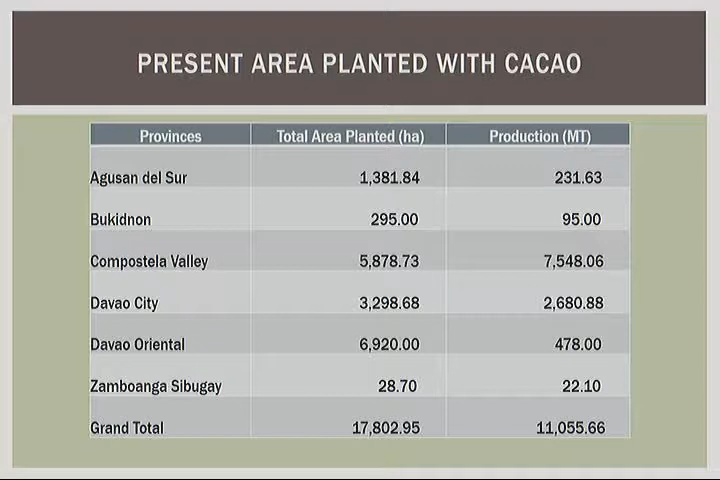 PRESENT AREA PLANTED WITH CACAO
Provinces Total Area Planted (ha) Production (MT)
Agusan del Sur 1,381.84 231.63
Bukidnon 295.00 95.00
Compostela Valley 5,878.73 7,548.06
Davao City 3,298.68 2,680.88
Davao Oriental 6,920.00 478.00
Zamboanga Sibugay 28.70 22.10
Grand Total 17,802.95 11,055.66